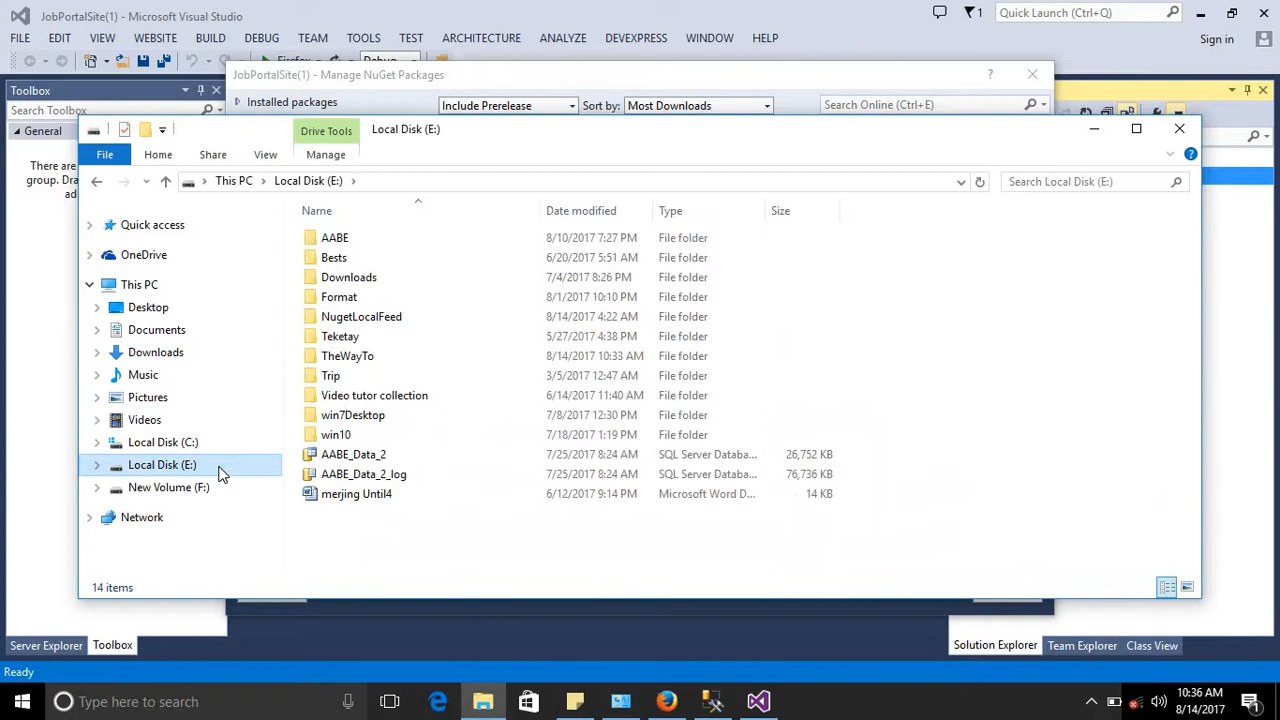 JobPortalSite(1) - Microsoft Visual Studio
1
Quick Launch (Ctrl+Q)
FILE EDIT VIEW WEBSITE BUILD DEBUG TEAM TOOLS TEST ARCHITECTURE ANALYZE DEVEXPRESS WINDOW HELP
Sign in
Firefox Debug
JobPortalSite(1) - Manage NuGet Packages
?
Toolbox
Search Toolbox
Installed packages
Include Prerelease
Sort by: Most Downloads
Search Online (Ctrl+E)
General
There are
group. Dra
ad
Drive Tools
Local Disk (E:)
File Home Share View Manage
This PC > Local Disk (E:) >
Search Local Disk (E:)
Quick access
OneDrive
This PC
Desktop
Documents
Downloads
Music
Pictures
Videos
Local Disk (C:)
Local Disk (E:)
New Volume (F:)
Network
Name Date modified Type Size
AABE 8/10/2017 7:27 PM File folder
Bests 6/20/2017 5:51 AM File folder
Downloads 7/4/2017 8:26 PM File folder
Format 8/1/2017 10:10 PM File folder
NugetLocalFeed 8/14/2017 4:22 AM File folder
Teketay 5/27/2017 4:38 PM File folder
TheWayTo 8/14/2017 10:33 AM File folder
Trip 3/5/2017 12:47 AM File folder
Video tutor collection 6/14/2017 11:40 AM File folder
win7Desktop 7/8/2017 12:30 PM File folder
win10 7/18/2017 1:19 PM File folder
AABE_Data_2 7/25/2017 8:24 AM SQL Server Databa... 26,752 KB
AABE_Data_2_log 7/25/2017 8:24 AM SQL Server Databa... 76,736 KB
merjing Until4 6/12/2017 9:14 PM Microsoft Word D... 14 KB
14 items
Server Explorer Toolbox
Solution Explorer Team Explorer Class View
Ready
Type here to search
10:36 AM
8/14/2017
1